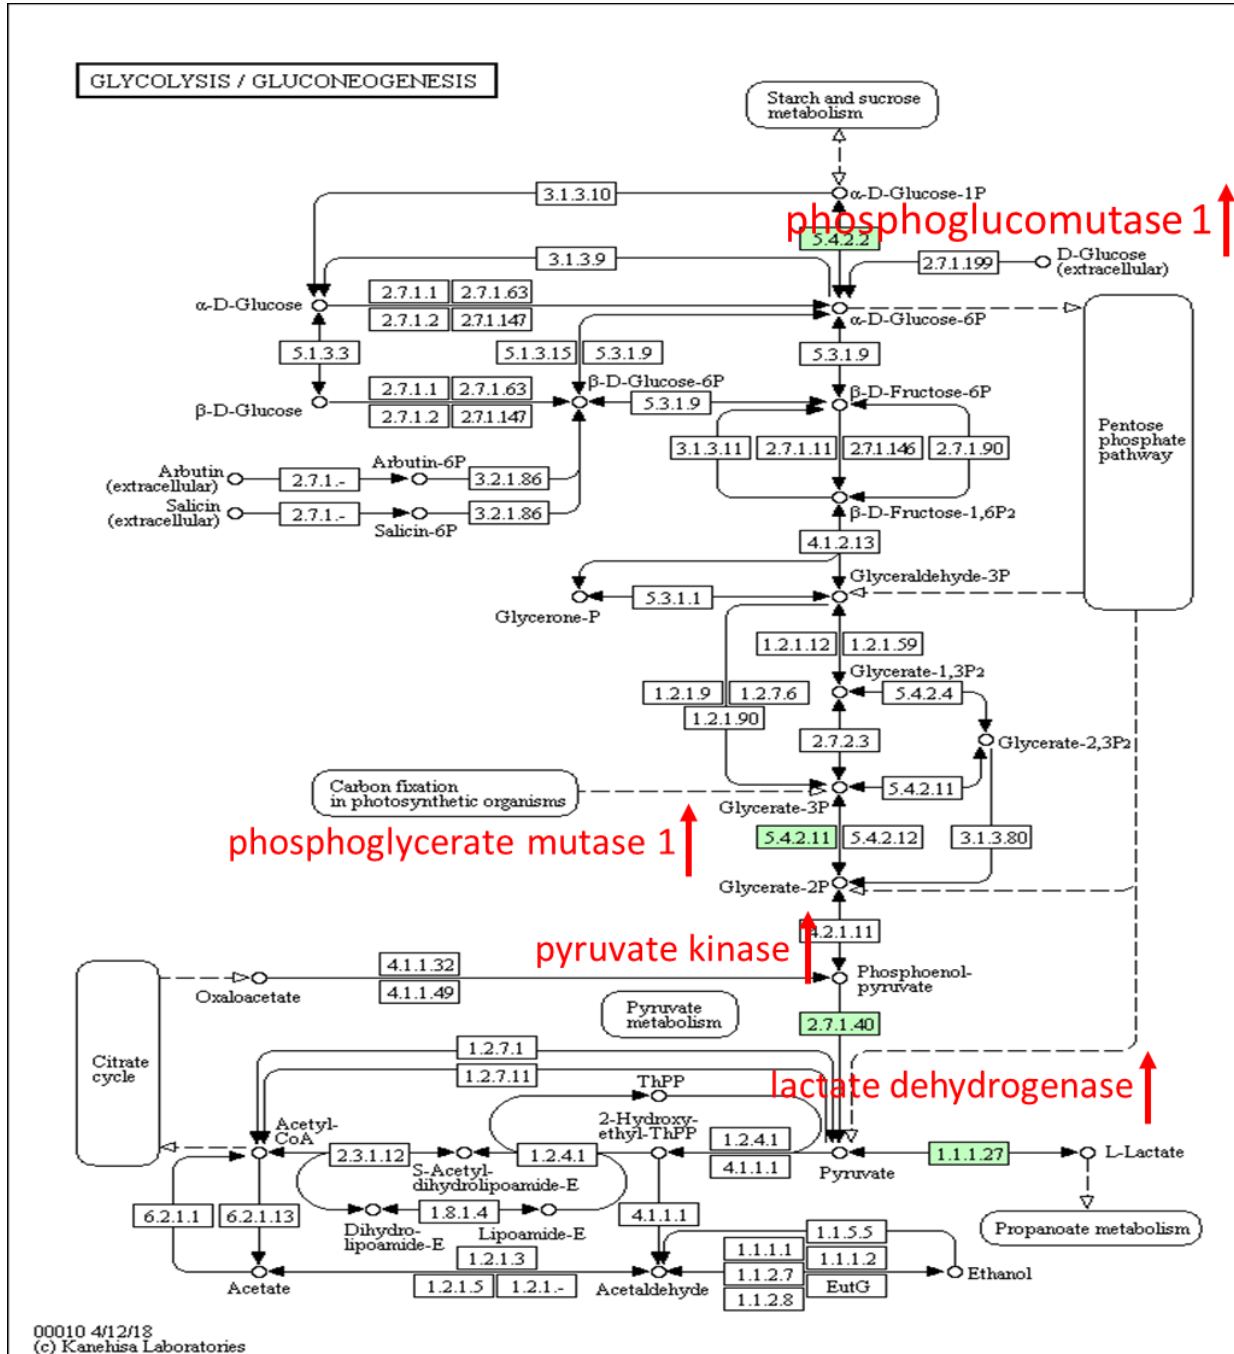 GLYCOLYSIS / GLUCONEOGENESIS
Starch and sucrose
metabolism
3.1.3.10
α-D-Glucose-1P
phosphoglucomutase 1
5.4.2.2
3.1.3.9
2.7.1.199
D-Glucose
(extracellular)
α-D-Glucose
2.7.1.1
2.7.1.63
2.7.1.2
2.7.1.147
α-D-Glucose-6P
5.1.3.3
5.1.3.15
5.3.1.9
5.3.1.9
β-D-Glucose
2.7.1.1
2.7.1.63
2.7.1.2
2.7.1.147
β-D-Glucose-6P
5.3.1.9
β-D-Fructose-6P
Pentose
phosphate
pathway
3.1.3.11
2.7.1.11
2.7.1.146
2.7.1.90
Arbutin
(extracellular)
2.7.1.-
Arbutin-6P
3.2.1.86
Salicin
(extracellular)
2.7.1.-
Salicin-6P
3.2.1.86
β-D-Fructose-1,6P2
4.1.2.13
Glyceraldehyde-3P
Glycerone-P
5.3.1.1
1.2.1.12
1.2.1.59
Glycerate-1,3P2
1.2.1.9
1.2.7.6
1.2.1.90
5.4.2.4
2.7.2.3
Glycerate-2,3P2
Carbon fixation
in photosynthetic organisms
Glycerate-3P
5.4.2.11
phosphoglycerate mutase 1
5.4.2.11
5.4.2.12
3.1.3.80
Glycerate-2P
pyruvate kinase
4.2.1.11
Oxaloacetate
4.1.1.32
4.1.1.49
Phosphoenol-
pyruvate
Pyruvate
metabolism
2.7.1.40
Citrate
cycle
1.2.7.1
1.2.7.11
lactate dehydrogenase
ThPP
Acetyl-
CoA
2-Hydroxy-
ethyl-ThPP
2.3.1.12
S-Acetyl-
dihydrolipoamide-E
1.2.4.1
1.2.4.1
4.1.1.1
Pyruvate
1.1.1.27
L-Lactate
6.2.1.1
6.2.1.13
Dihydro-
lipoamide-E
1.8.1.4
Lipoamide-E
4.1.1.1
Propanoate metabolism
1.1.5.5
1.2.1.3
1.1.1.1
1.1.1.2
Acetate
1.2.1.5
1.2.1.-
Acetaldehyde
1.1.2.7
EutG
1.1.2.8
Ethanol
00010 4/12/18
(c) Kanehisa Laboratories